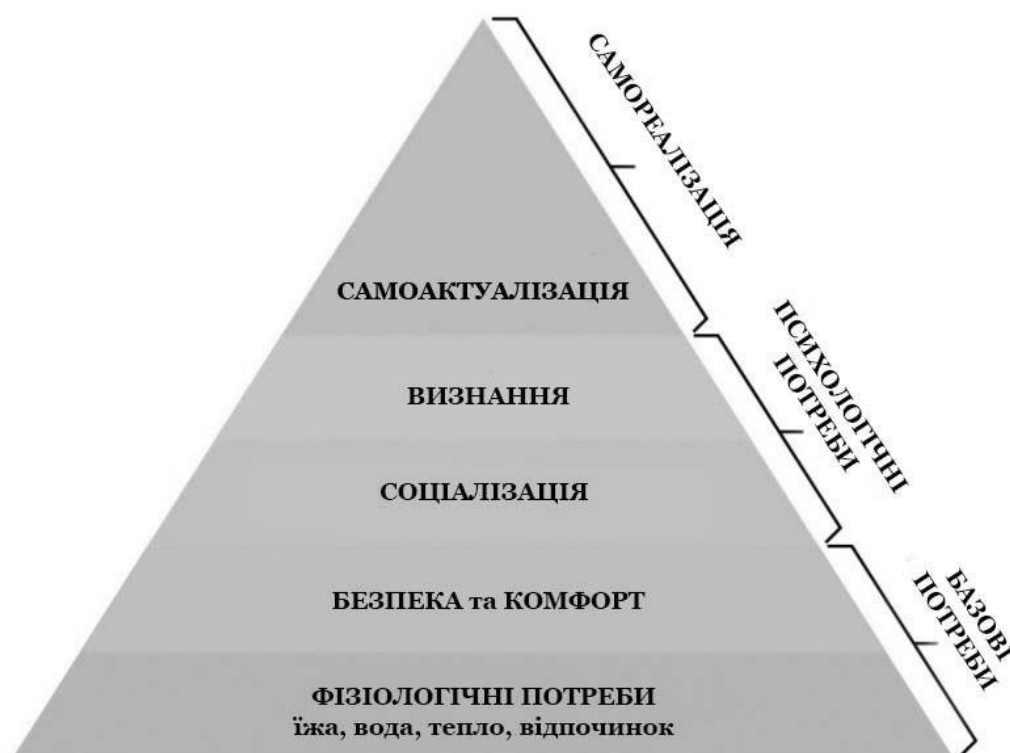 САМОРЕАЛІЗАЦІЯ
САМОАКТУАЛІЗАЦІЯ
ПСИХОЛОГІЧНІ
ПОТРЕБИ
ВИЗНАННЯ
СОЦІАЛІЗАЦІЯ
БЕЗПЕКА та КОМФОРТ
БАЗОВІ
ПОТРЕБИ
ФІЗІОЛОГІЧНІ ПОТРЕБИ
їжа, вода, тепло, відпочинок